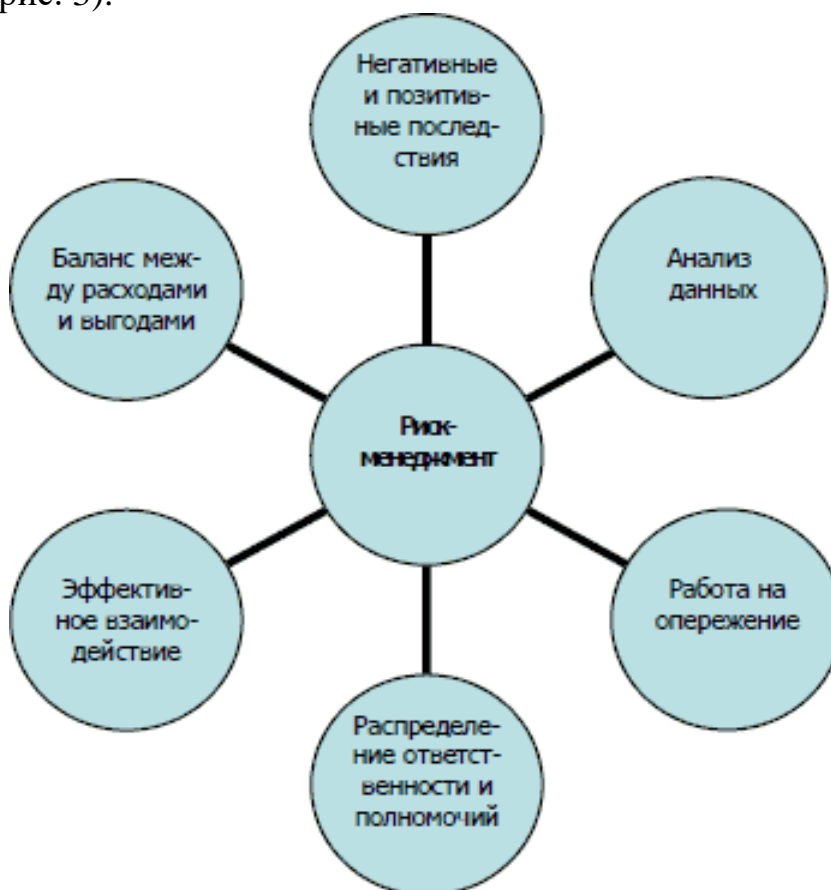 рис. 3).
Негативные
и позитив-
ные послед-
ствия
Баланс меж-
ду расходами
и выгодами
Анализ
данных
Риск-
менеджмент
Эффектив-
ное взаимо-
действие
Работа на
опережение
Распределе-
ние ответст-
венности и
полномочий